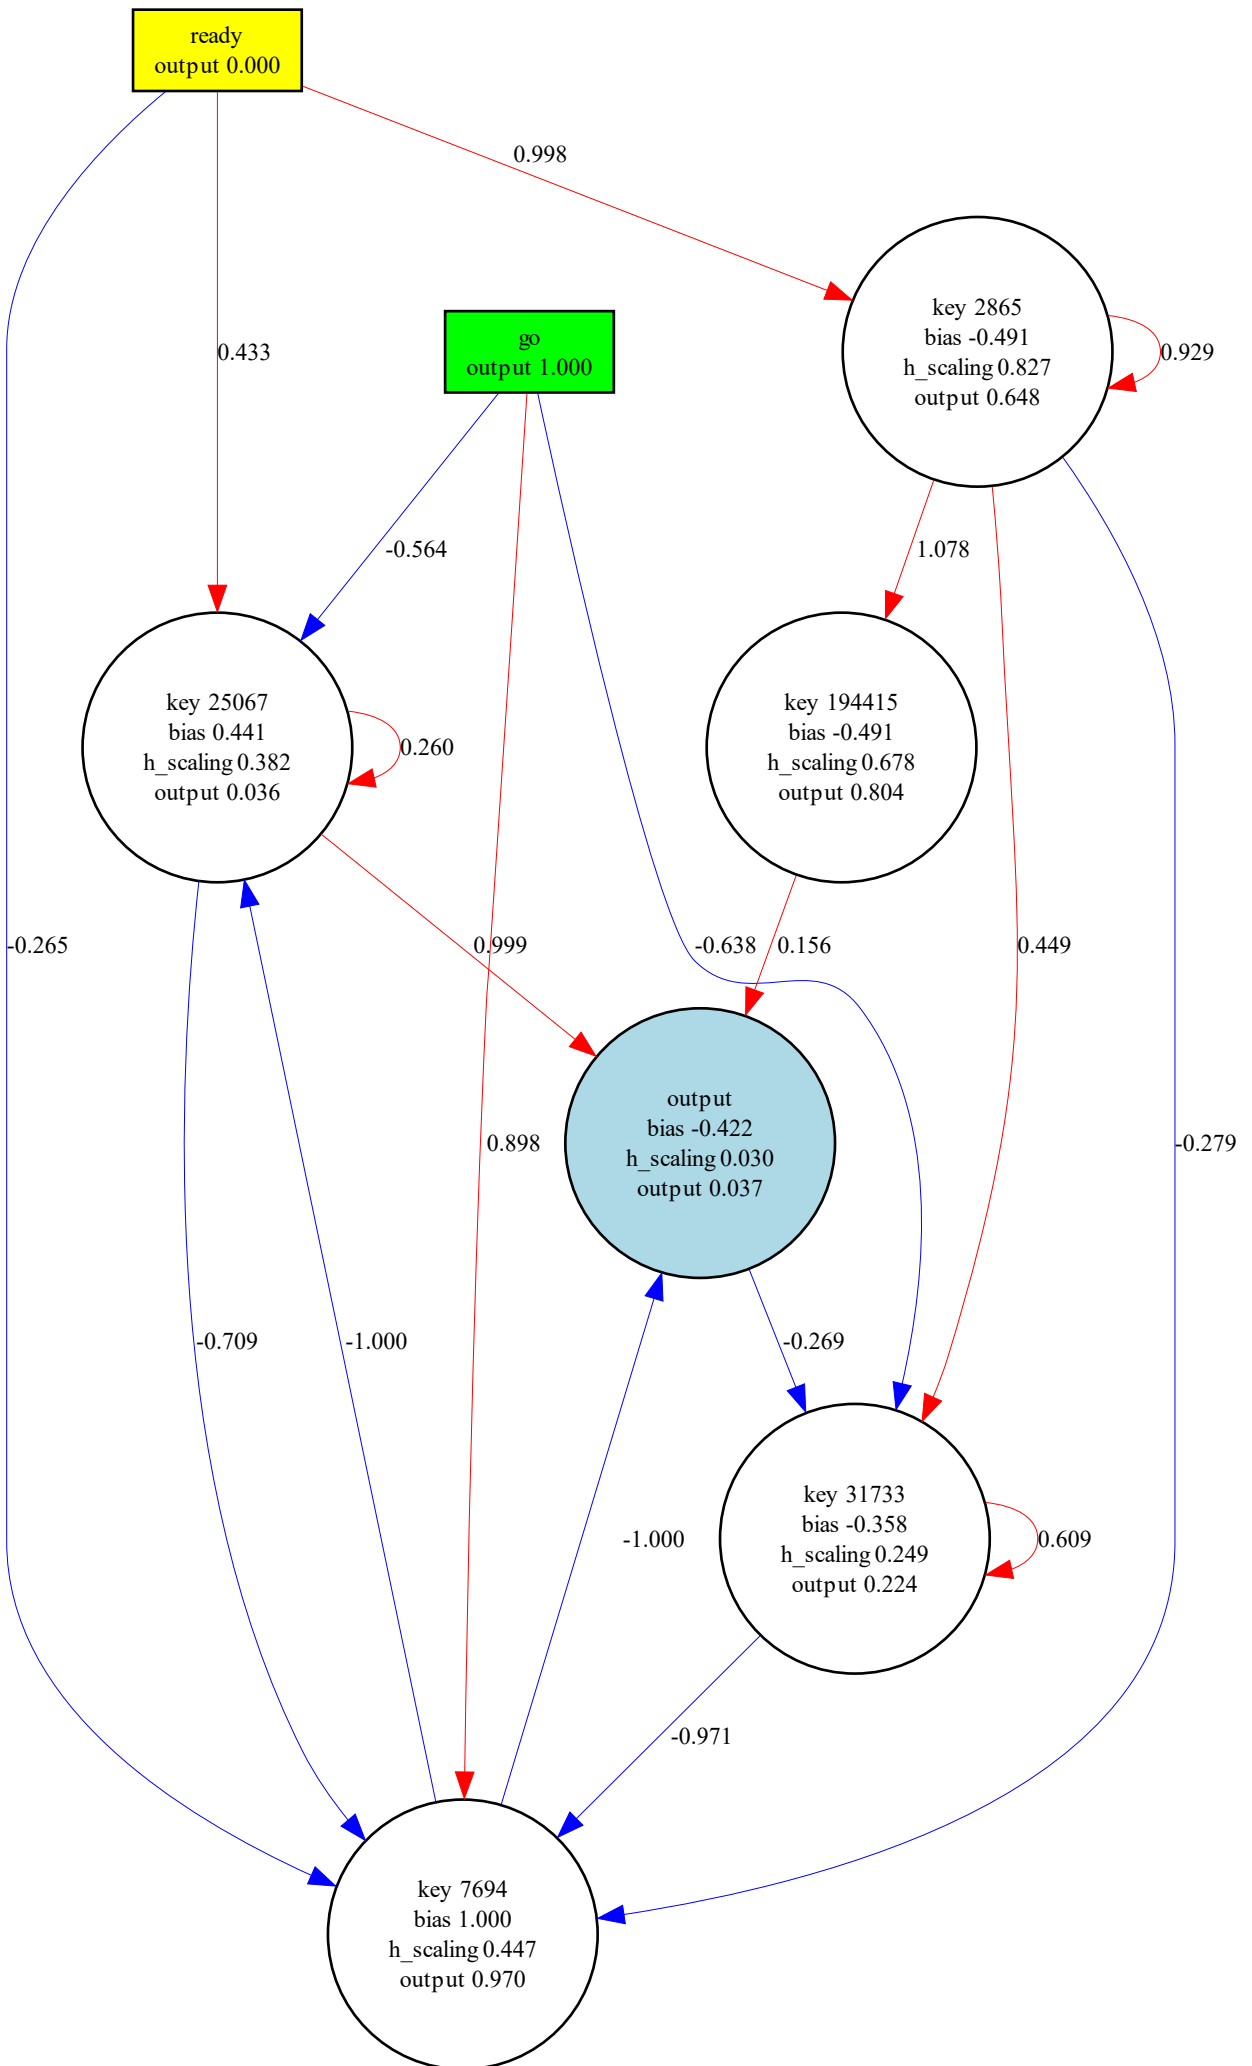 ready
output 0.000
0.998
go
output 1.000
0.433
key 2865
bias -0.491
h_scaling 0.827
output 0.648
0.929
-0.564
1.078
key 25067
bias 0.441
h_scaling 0.382
output 0.036
0.260
key 194415
bias -0.491
h_scaling 0.678
output 0.804
-0.265
0.999
-0.638
0.156
0.449
output
bias -0.422
h_scaling 0.030
output 0.037
0.898
-0.279
-0.709
-1.000
-0.269
-1.000
key 31733
bias -0.358
h_scaling 0.249
output 0.224
0.609
-0.971
key 7694
bias 1.000
h_scaling 0.447
output 0.970